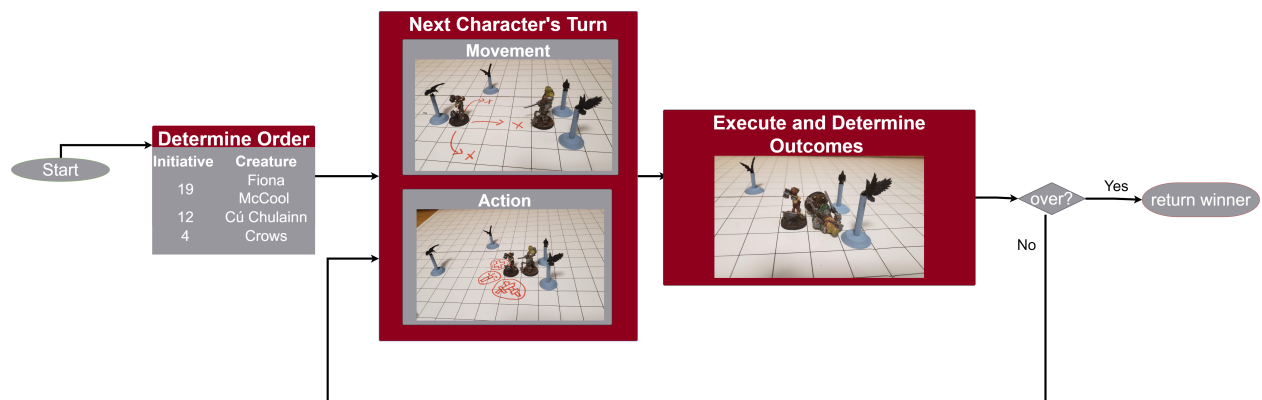 Start
Determine Order
Initiative Creature
19 Fiona
McCool
12 Cú Chulainn
4 Crows
Next Character's Turn
Movement
x
x
x
Action
Execute and Determine
Outcomes
over?
Yes
return winner
No